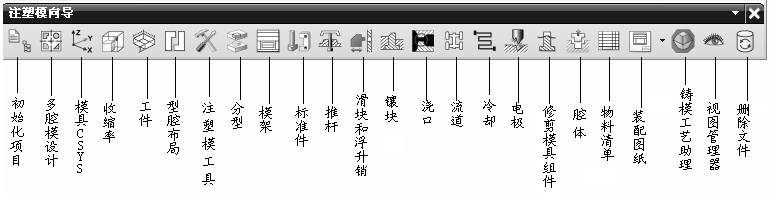 注塑模向导
初始化项目
多腔模设计
模具CSYS
收缩率
工件
型腔布局
注塑模工具
分型
模架
标准件
推杆
滑块和浮升销
镶块
浇口
流道
冷却
电极
修剪模具组件
腔体
物料清单
装配图纸
铸模工艺助理
视图管理器
删除文件